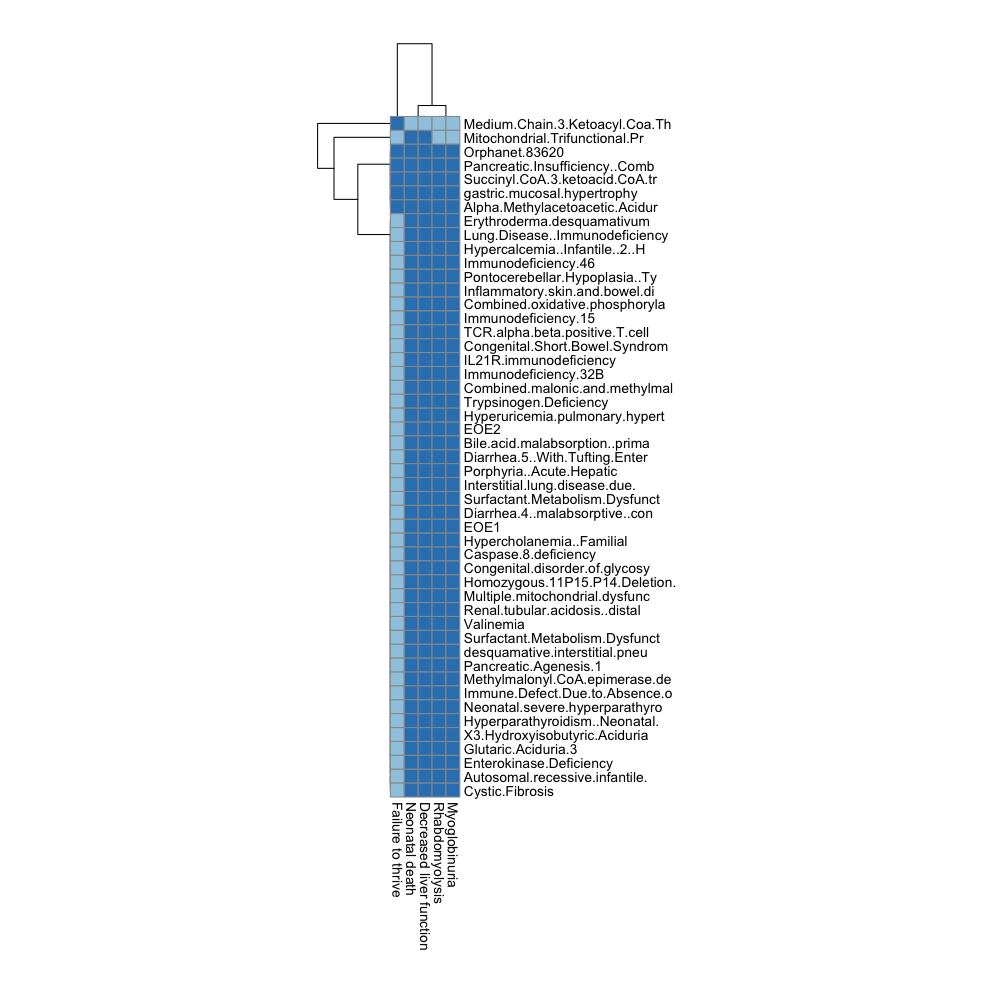 Medium.Chain.3.Ketoacyl.Coa.Th
Mitochondrial.Trifunctional.Pr
Orphanet.83620
Pancreatic.Insufficiency..Comb
Succinyl.CoA.3.ketoacid.CoA.tr
gastric.mucosal.hypertrophy
Alpha.Methylacetoacetic.Acidur
Erythroderma.desquamativum
Lung.Disease..Immunodeficiency
Hypercalcemia..Infantile..2..H
Immunodeficiency.46
Pontocerebellar.Hypoplasia..Ty
Inflammatory.skin.and.bowel.di
Combined.oxidative.phosphoryla
Immunodeficiency.15
TCR.alpha.beta.positive.T.cell
Congenital.Short.Bowel.Syndrom
IL21R.immunodeficiency
Immunodeficiency.32B
Combined.malonic.and.methylmal
Trypsinogen.Deficiency
Hyperuricemia.pulmonary.hypert
EOE2
Bile.acid.malabsorption..prima
Diarrhea.5..With.Tufting.Enter
Porphyria..Acute.Hepatic
Interstitial.lung.disease.due.
Surfactant.Metabolism.Dysfunct
Diarrhea.4..malabsorptive..con
EOE1
Hypercholanemia..Familial
Caspase.8.deficiency
Congenital.disorder.of.glycosy
Homozygous.11P15.P14.Deletion.
Multiple.mitochondrial.dysfunc
Renal.tubular.acidosis..distal
Valinemia
Surfactant.Metabolism.Dysfunct
desquamative.interstitial.pneu
Pancreatic.Agenesis.1
Methylmalonyl.CoA.epimerase.de
Immune.Defect.Due.to.Absence.o
Neonatal.severe.hyperparathyro
Hyperparathyroidism..Neonatal.
X3.Hydroxyisobutyric.Aciduria
Glutaric.Aciduria.3
Enterokinase.Deficiency
Autosomal.recessive.infantile.
Cystic.Fibrosis
Failure to thrive
Neonatal death
Decreased liver function
Rhabdomyolysis
Myoglobinuria